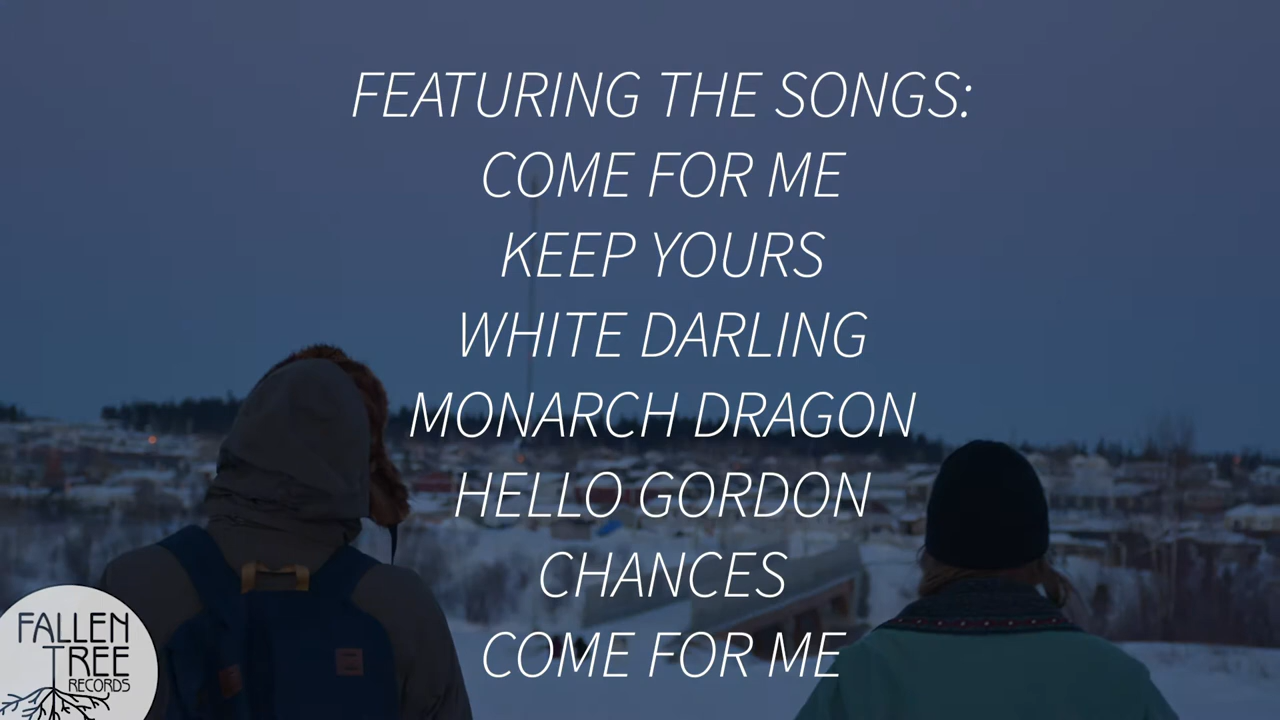 FEATURING THE SONGS:
COME FOR ME
KEEP YOURS
WHITE DARLING
MONARCH DRAGON
HELLO GORDON
CHANCES
COME FOR ME
FALLEN
TREE
RECORDS